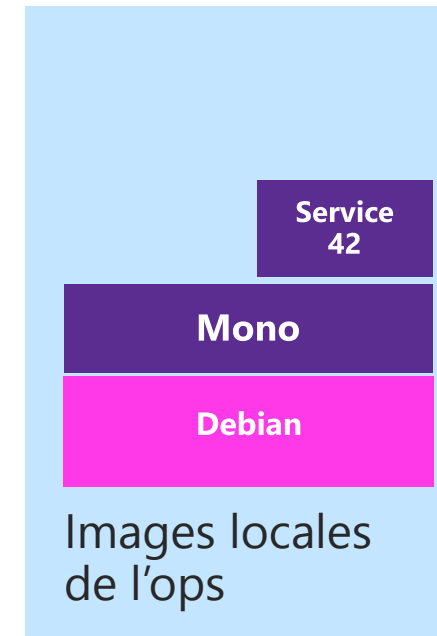 Service
42
Mono
Debian
Images locales
de l’ops